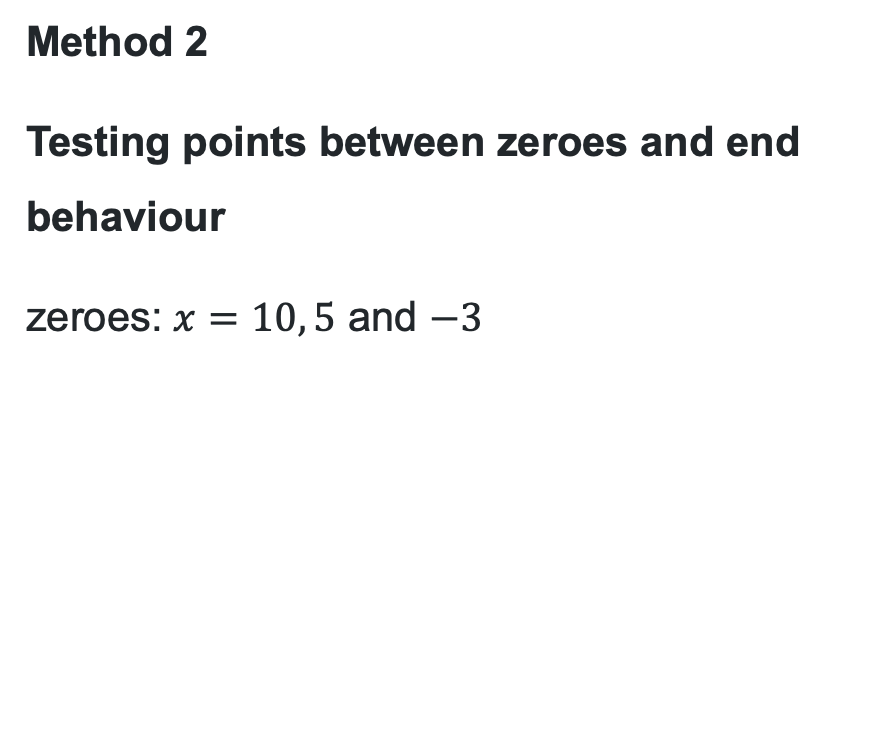 Method 2
Testing points between zeroes and end
behaviour
zeroes: x = 10, 5 and −3